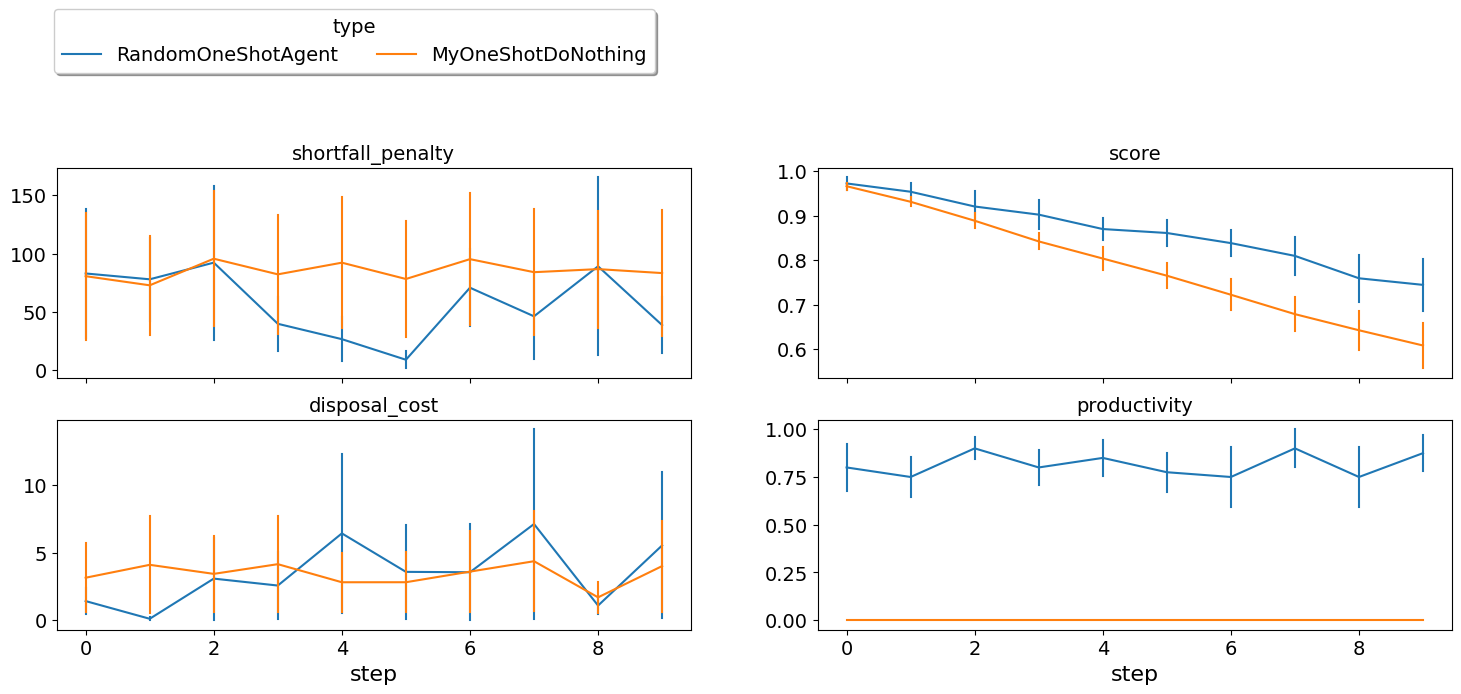 type
RandomOneShotAgent MyOneShotDoNothing
shortfall_penalty
150
100
50
0
score
1.0
0.9
0.8
0.7
0.6
disposal_cost
10
5
0
0 2 4 6 8
step
productivity
1.00
0.75
0.50
0.25
0.00
0 2 4 6 8
step